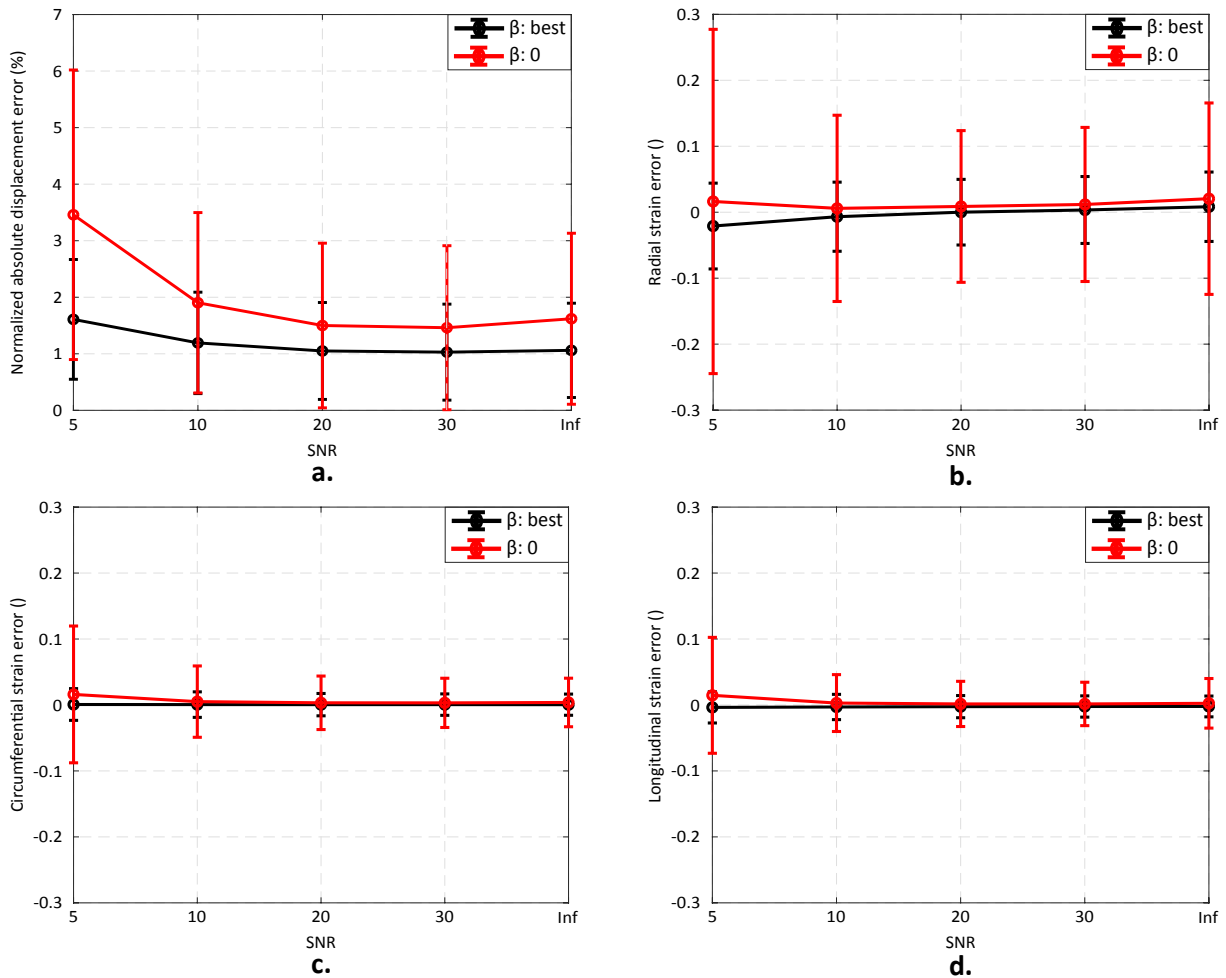 Normalized absolute displacement error (%)
7
6
5
4
3
2
1
0
5 10 20 30 Inf
SNR
β: best
β: 0
a.
Radial strain error ()
0.3
0.2
0.1
0
-0.1
-0.2
-0.3
5 10 20 30 Inf
SNR
β: best
β: 0
b.
Circumferential strain error ()
0.3
0.2
0.1
0
-0.1
-0.2
-0.3
5 10 20 30 Inf
SNR
β: best
β: 0
c.
Longitudinal strain error ()
0.3
0.2
0.1
0
-0.1
-0.2
-0.3
5 10 20 30 Inf
SNR
β: best
β: 0
d.